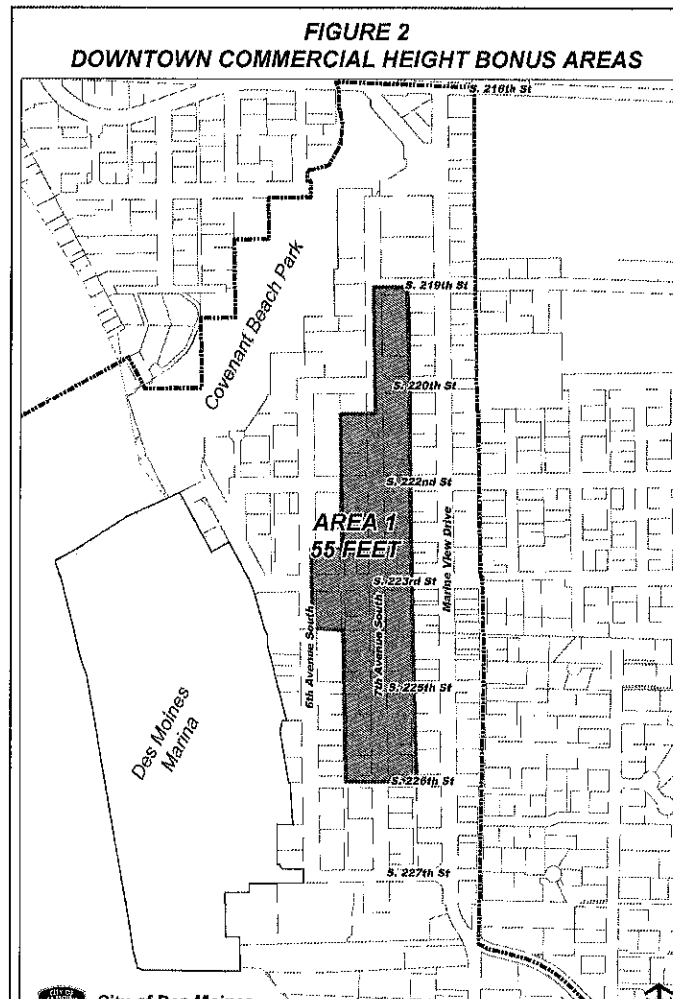 FIGURE 2
DOWNTOWN COMMERCIAL HEIGHT BONUS AREAS
S. 216th St
Covenant Beach Park
S. 219th St
S. 220th St
S. 222nd St
AREA 1
55 FEET
Marine View Drive
S. 223rd St
6th Avenue South
7th Avenue South
S. 225th St
Des Moines
Marina
S. 226th St
S. 227th St
CITY OF
City of Des Moines